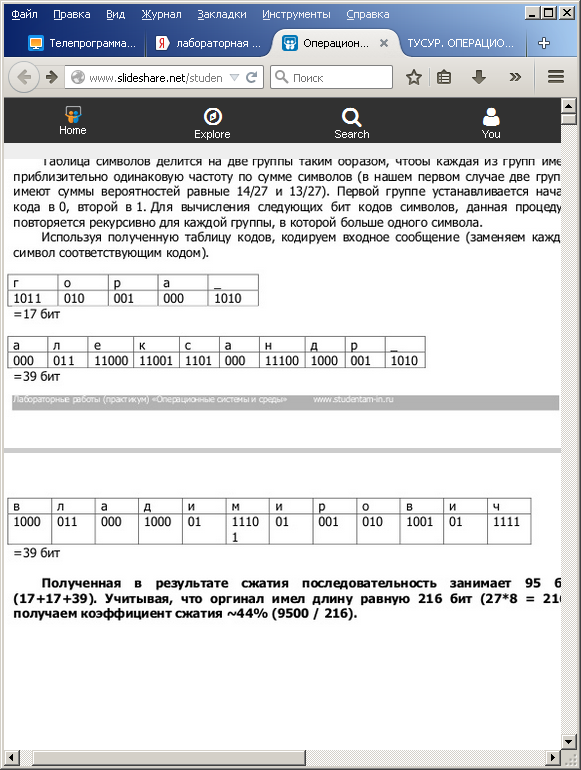 Файл Правка Вид Журнал Закладки Инструменты Справка
Телепрограмма... лабораторная ... Операцион... ТУСУР. ОПЕРАЦИО...
www.slideshare.net/studen Поиск
Home Explore Search You
Таблица символов делится на две группы таким образом, чтобы каждая из групп име
приблизительно одинаковую частоту по сумме символов (в нашем первом случае две груп
имеют суммы вероятностей равные 14/27 и 13/27). Первой группе устанавливается нача
кода в 0, второй в 1. Для вычисления следующих бит кодов символов, данная процеду
повторяется рекурсивно для каждой группы, в которой больше одного символа.
Используя полученную таблицу кодов, кодируем входное сообщение (заменяем кажд
символ соответствующим кодом).
г о р а _
1011 010 001 000 1010
=17 бит
а л е к с а н д р _
000 011 11000 11001 1101 000 11100 1000 001 1010
=39 бит
Лабораторные работы (практикум) «Операционные системы и среды» www.studentam-in.ru
в л а д и м и р о в и ч
1000 011 000 1000 01 1110 01 001 010 1001 01 1111
1
=39 бит
Полученная в результате сжатия последовательность занимает 95 б
(17+17+39). Учитывая, что оргинал имел длину равную 216 бит (27*8 = 21
получаем коэффициент сжатия ~44% (9500 / 216).